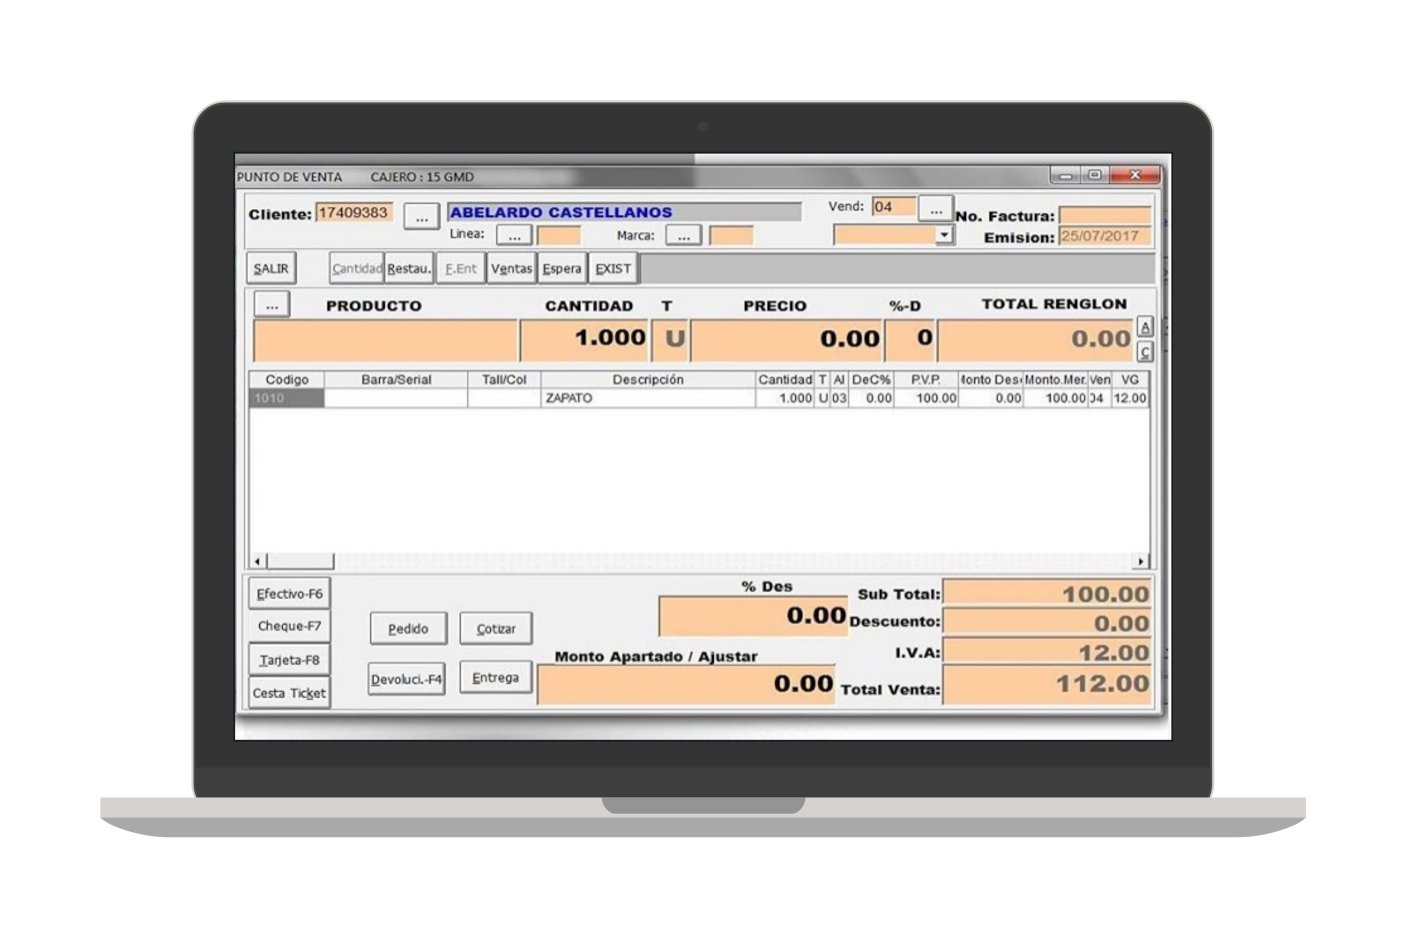 PUNTO DE VENTA CAJERO : 15 GMD
Cliente: 17409383 ... ABELARDO CASTELLANOS Vend: 04 ... No. Factura:
Linea: ... Marca: ... Emision: 25/07/2017
SALIR Cantidad Restau. F.Ent Ventas Espera EXIST
... PRODUCTO CANTIDAD T PRECIO %-D TOTAL RENGLON
1.000 U 0.00 0 0.00 A
C
Codigo Barra/Serial Tall/Col Descripción Cantidad T Al DeC% P.V.P. Monto.Mer. Ven VG
1010 ZAPATO 1.000 U 03 0.00 100.00 0.00 100.00 04 12.00
Efectivo-F6 % Des Sub Total: 100.00
Cheque-F7 Pedido Cotizar 0.00 Descuento: 0.00
Tarjeta-F8 Monto Apartado / Ajustar I.V.A: 12.00
Cesta Ticket Devoluci.-F4 Entrega 0.00 Total Venta: 112.00